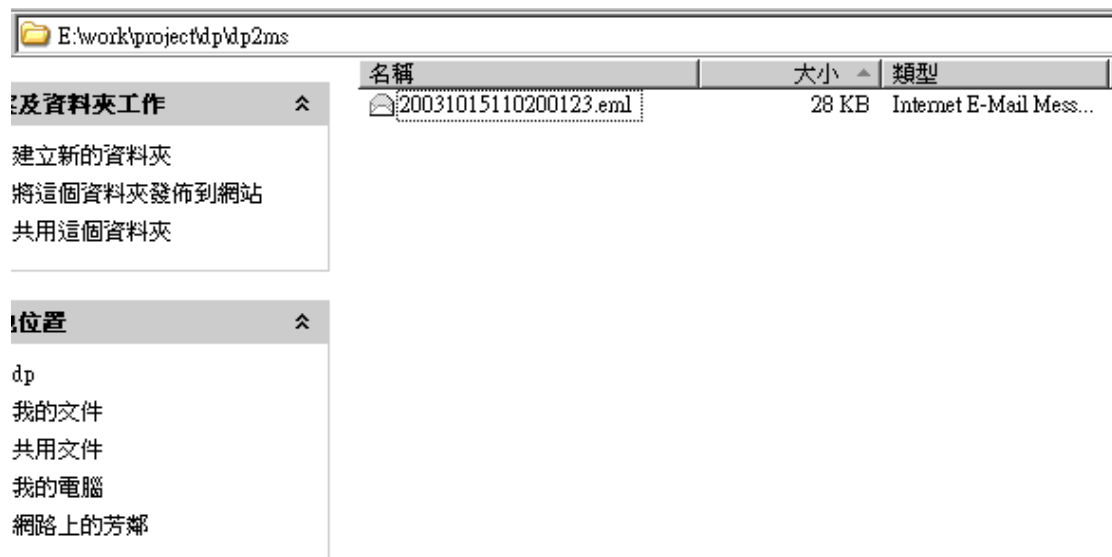 E:\work\project\dp\dp2ms
名稱 大小 類型
20031015110200123.eml 28 KB Internet E-Mail Mess...
及資料夾工作
建立新的資料夾
將這個資料夾發佈到網站
共用這個資料夾
位置
dp
我的文件
共用文件
我的電腦
網路上的芳鄰